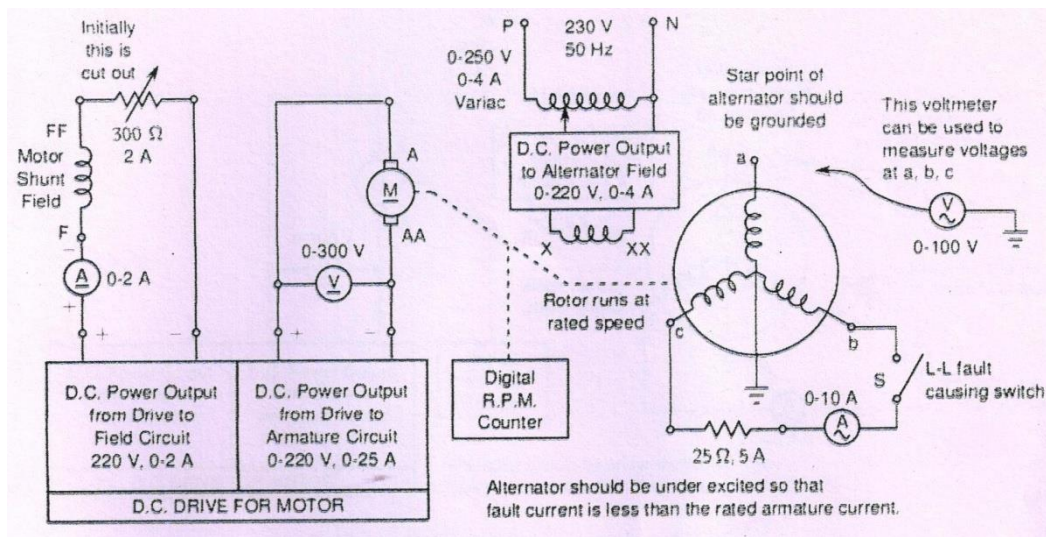 Initially
this is
cut out
300 Ω
2 A
FF
Motor
Shunt
Field
F
−
A
0-2 A
+
+
−
D.C. Power Output
from Drive to
Field Circuit
220 V, 0-2 A
A
M
AA
0-300 V
V
+
−
D.C. Power Output
from Drive to
Armature Circuit
0-220 V, 0-25 A
D.C. DRIVE FOR MOTOR
P
230 V
50 Hz
N
0-250 V
0-4 A
Variac
D.C. Power Output
to Alternator Field
0-220 V, 0-4 A
X
XX
Rotor runs at
rated speed
Digital
R.P.M.
Counter
Star point of
alternator should
be grounded
a
c
b
This voltmeter
can be used to
measure voltages
at a, b, c
V
0-100 V
S
L-L fault
causing switch
0-10 A
A
25 Ω, 5 A
Alternator should be under excited so that
fault current is less than the rated armature current.